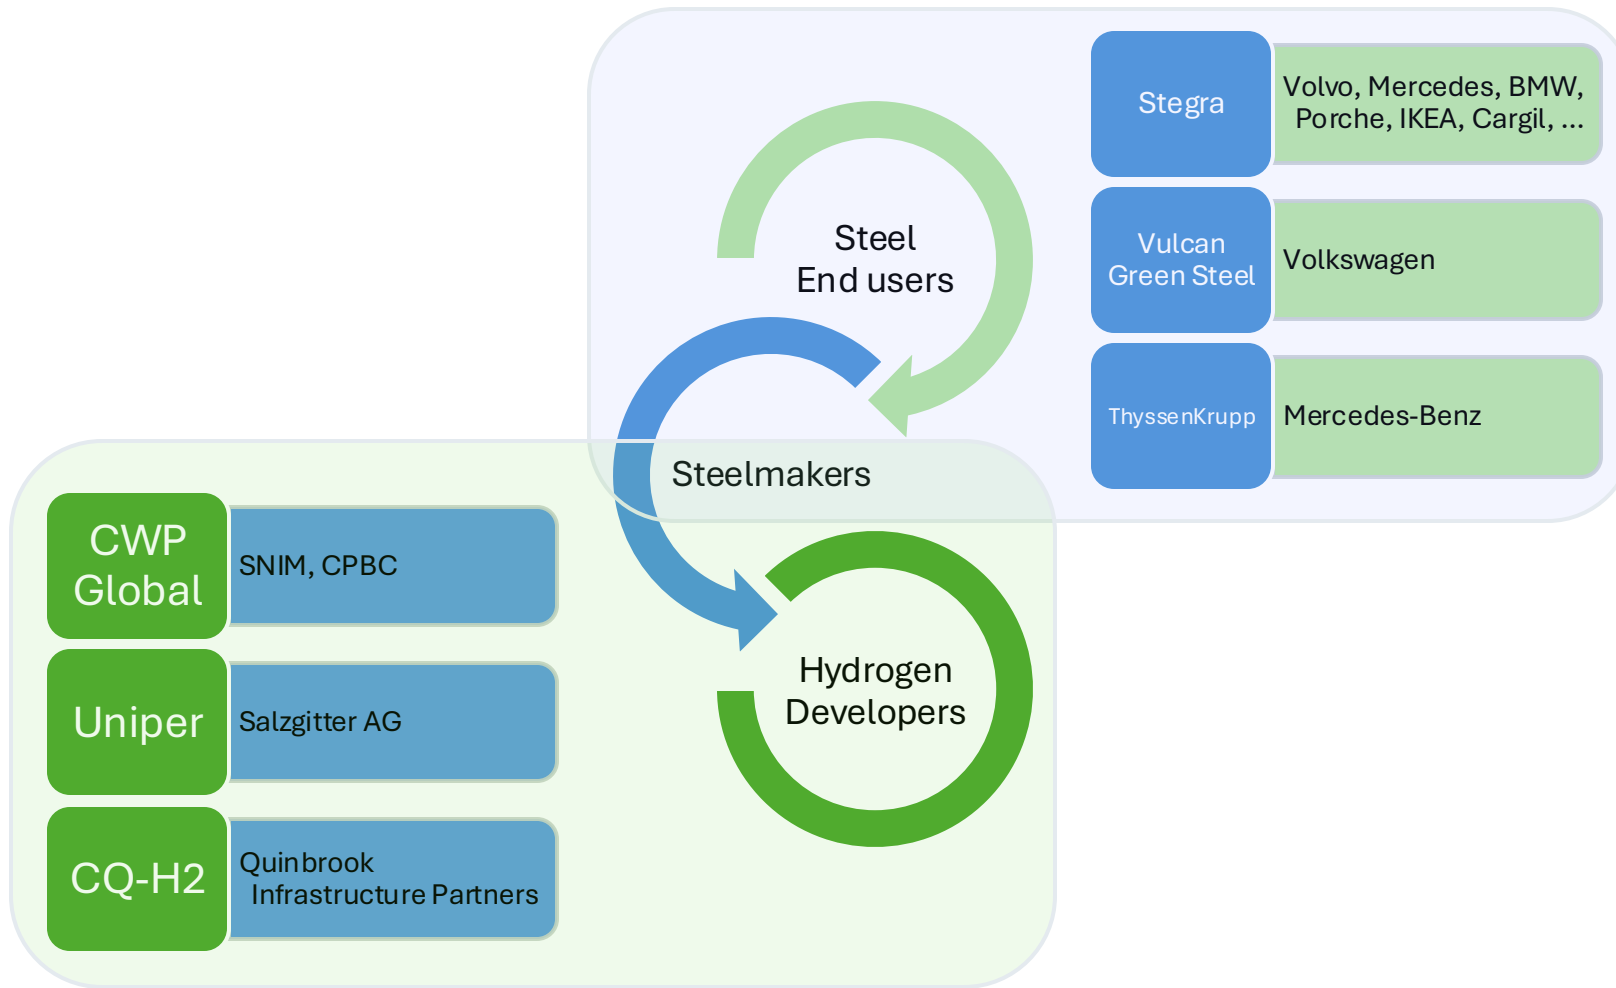 Stegra
Volvo, Mercedes, BMW,
Porche, IKEA, Cargil, ...
Steel
End users
Vulcan
Green Steel
Volkswagen
ThyssenKrupp
Mercedes-Benz
Steelmakers
CWP
Global
SNIM, CPBC
Uniper
Salzgitter AG
Hydrogen
Developers
CQ-H2
Quinbrook
Infrastructure Partners